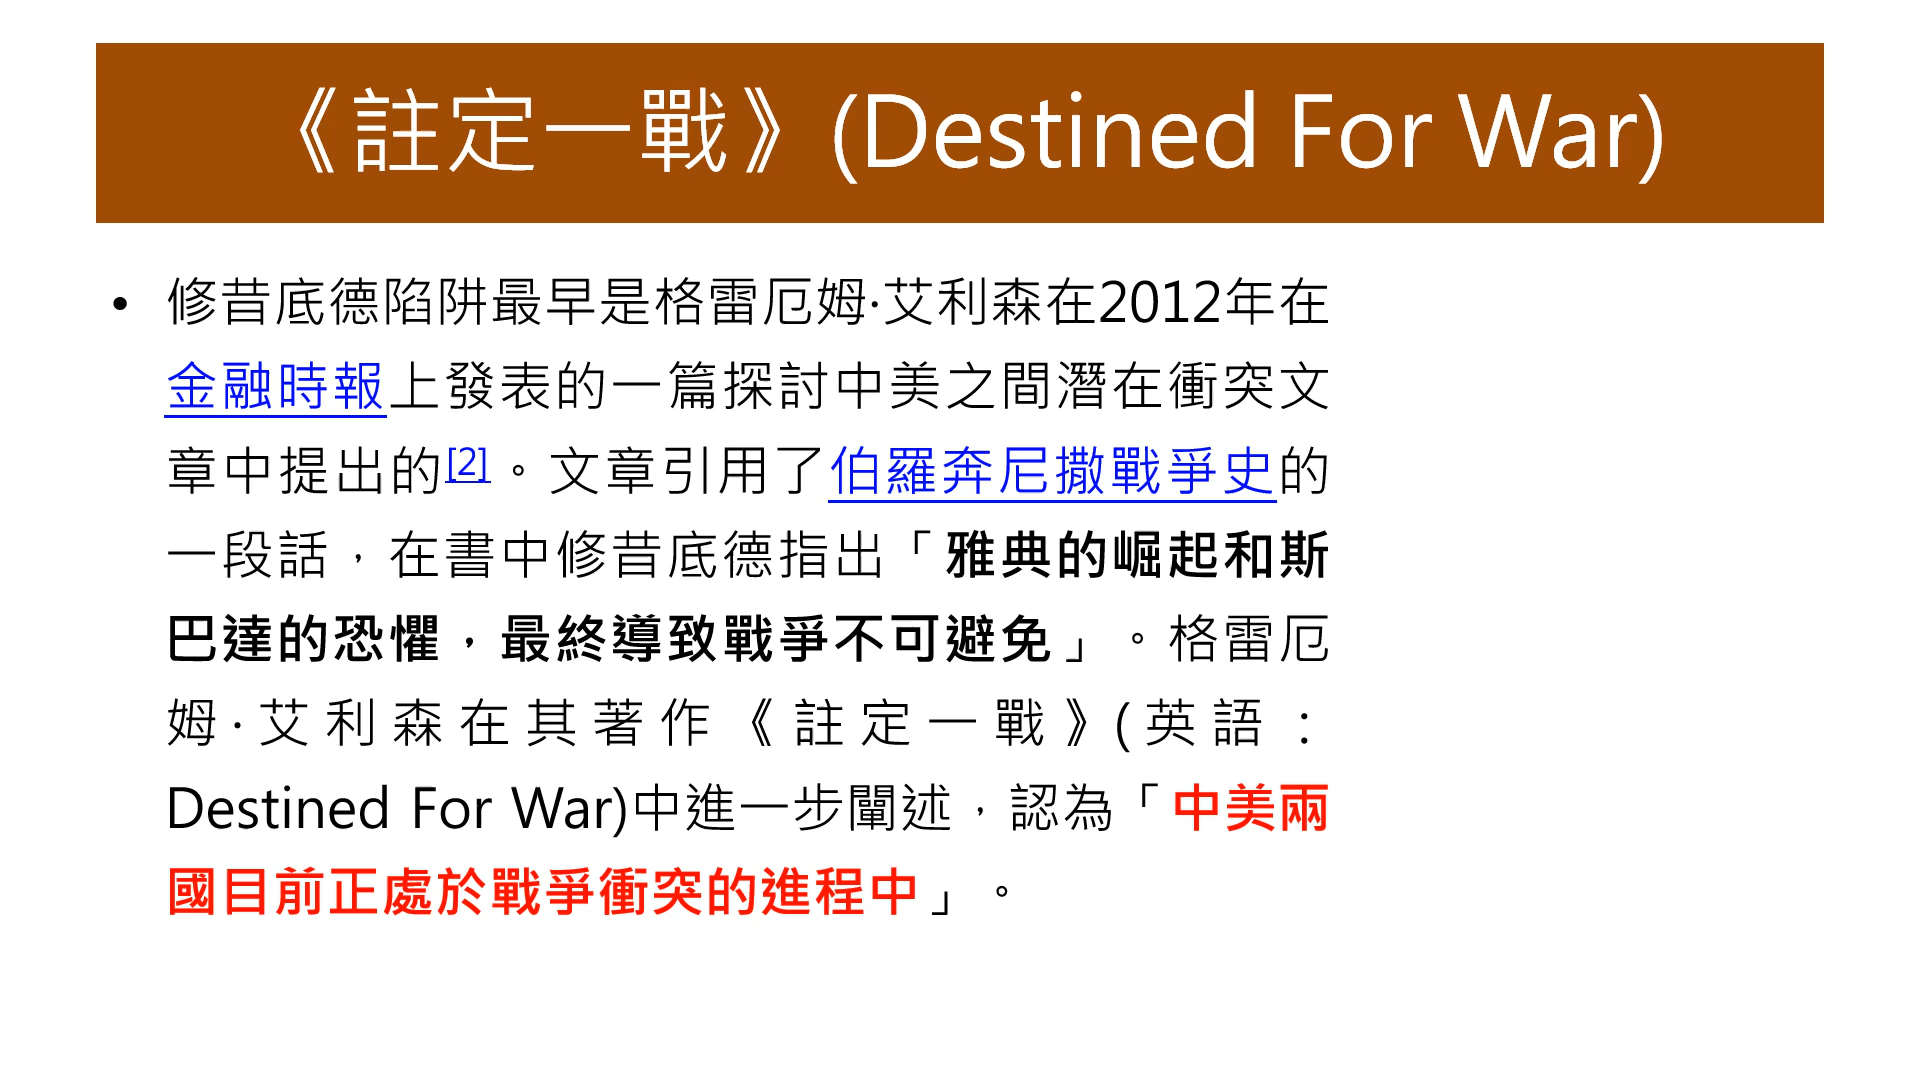 《註定一戰》(Destined For War)
• 修昔底德陷阱最早是格雷厄姆·艾利森在2012年在
金融時報上發表的一篇探討中美之間潛在衝突文
章中提出的[2]。文章引用了伯羅奔尼撒戰爭史的
一段話，在書中修昔底德指出「雅典的崛起和斯
巴達的恐懼，最終導致戰爭不可避免」。格雷厄
姆·艾利森在其著作《註定一戰》(英語：
Destined For War)中進一步闡述，認為「中美兩
國目前正處於戰爭衝突的進程中」。